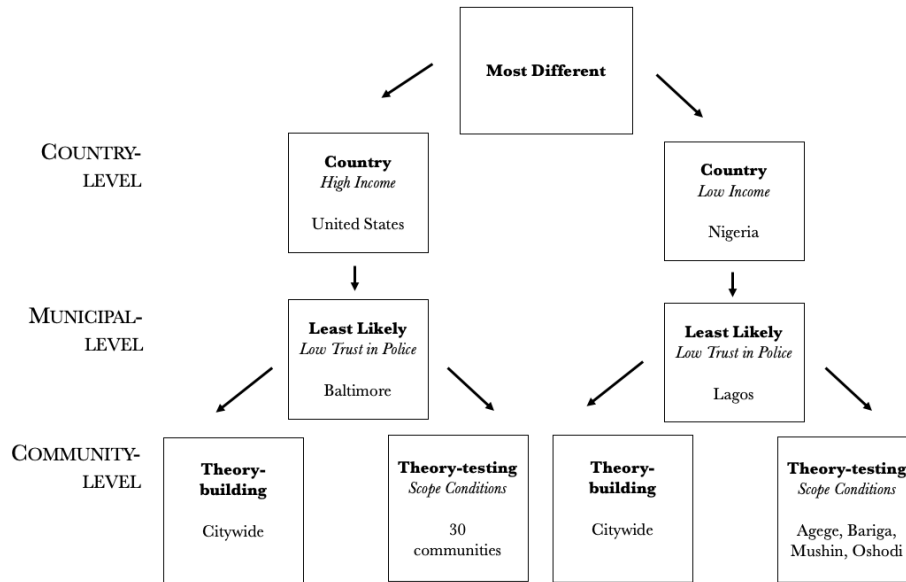 Most Different
COUNTRY-
LEVEL
Country
High Income
United States
Country
Low Income
Nigeria
MUNICIPAL-
LEVEL
Least Likely
Low Trust in Police
Baltimore
Least Likely
Low Trust in Police
Lagos
COMMUNITY-
LEVEL
Theory-
building
Citywide
Theory-testing
Scope Conditions
30
communities
Theory-
building
Citywide
Theory-testing
Scope Conditions
Agege, Bariga,
Mushin, Oshodi